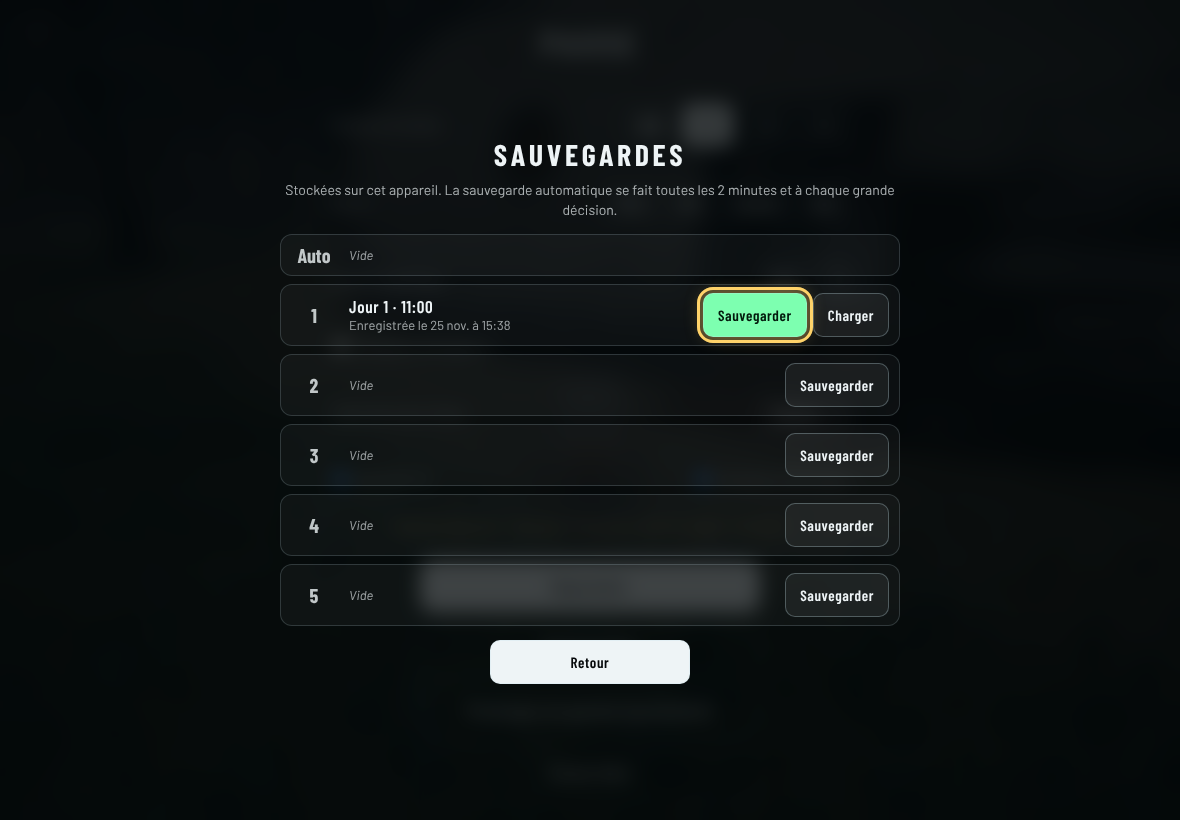 SAUVEGARDES
Stockées sur cet appareil. La sauvegarde automatique se fait toutes les 2 minutes et à chaque grande
décision.
Auto Vide
1 Jour 1 · 11:00 Sauvegarder Charger
Enregistrée le 25 nov. à 15:38
2 Vide Sauvegarder
3 Vide Sauvegarder
4 Vide Sauvegarder
5 Vide Sauvegarder
Retour